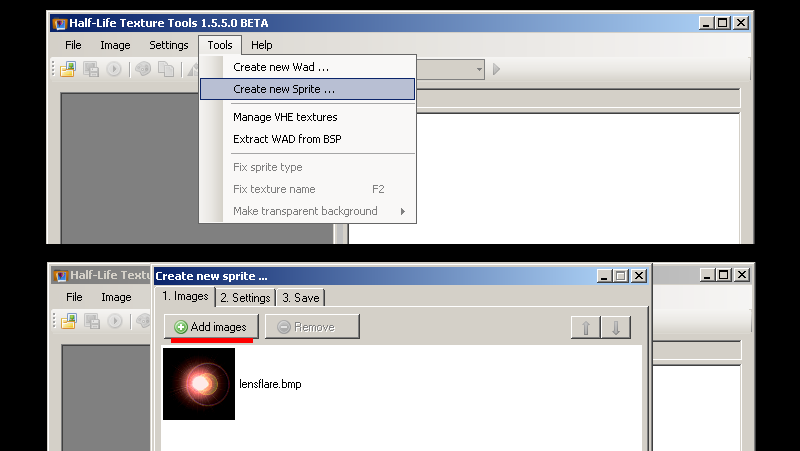 Half-Life Texture Tools 1.5.5.0 BETA
File Image Settings Tools Help
Create new Wad ...
Create new Sprite ...
Manage VHE textures
Extract WAD from BSP
Fix sprite type
Fix texture name F2
Make transparent background
Half-Life Textu
Create new sprite ...
File Image
1. Images 2. Settings 3. Save
Add images Remove
lensflare.bmp